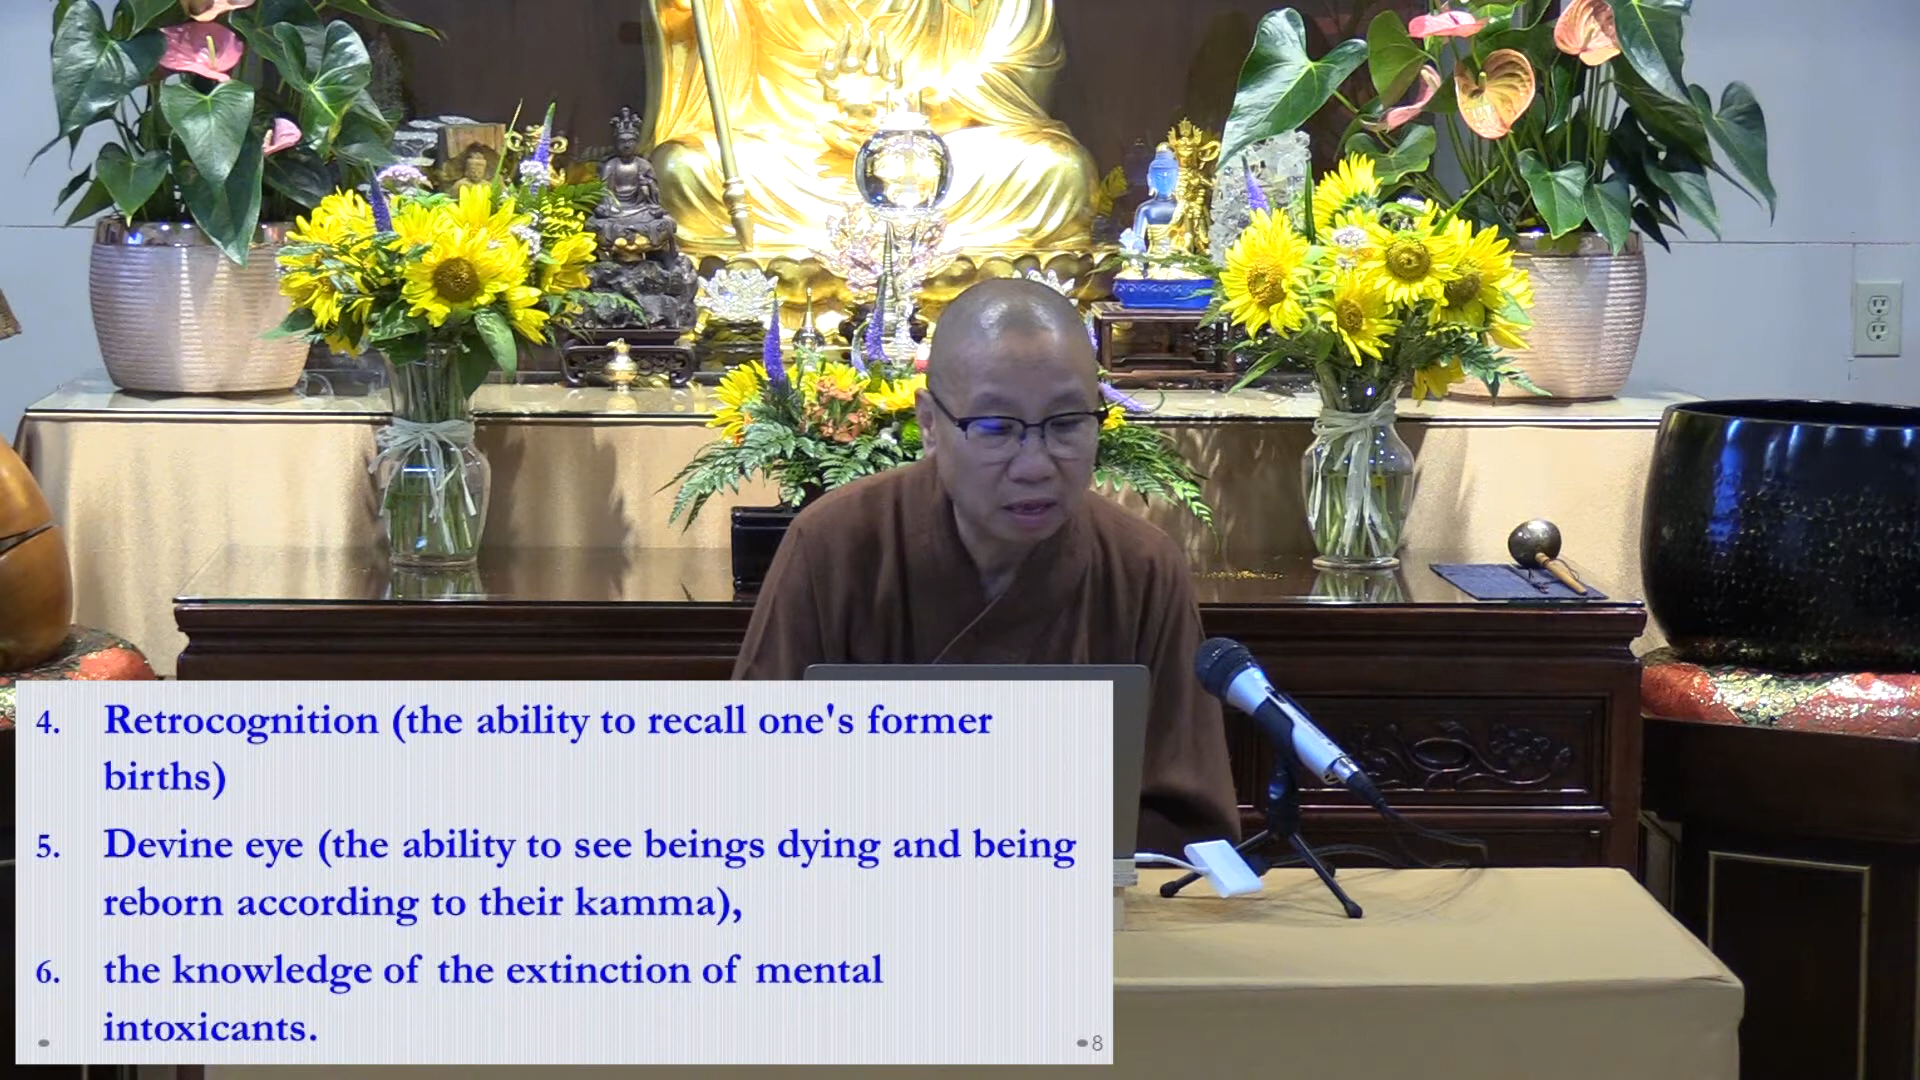 4. Retrocognition (the ability to recall one's former
births)
5. Devine eye (the ability to see beings dying and being
reborn according to their kamma),
6. the knowledge of the extinction of mental
intoxicants.
8